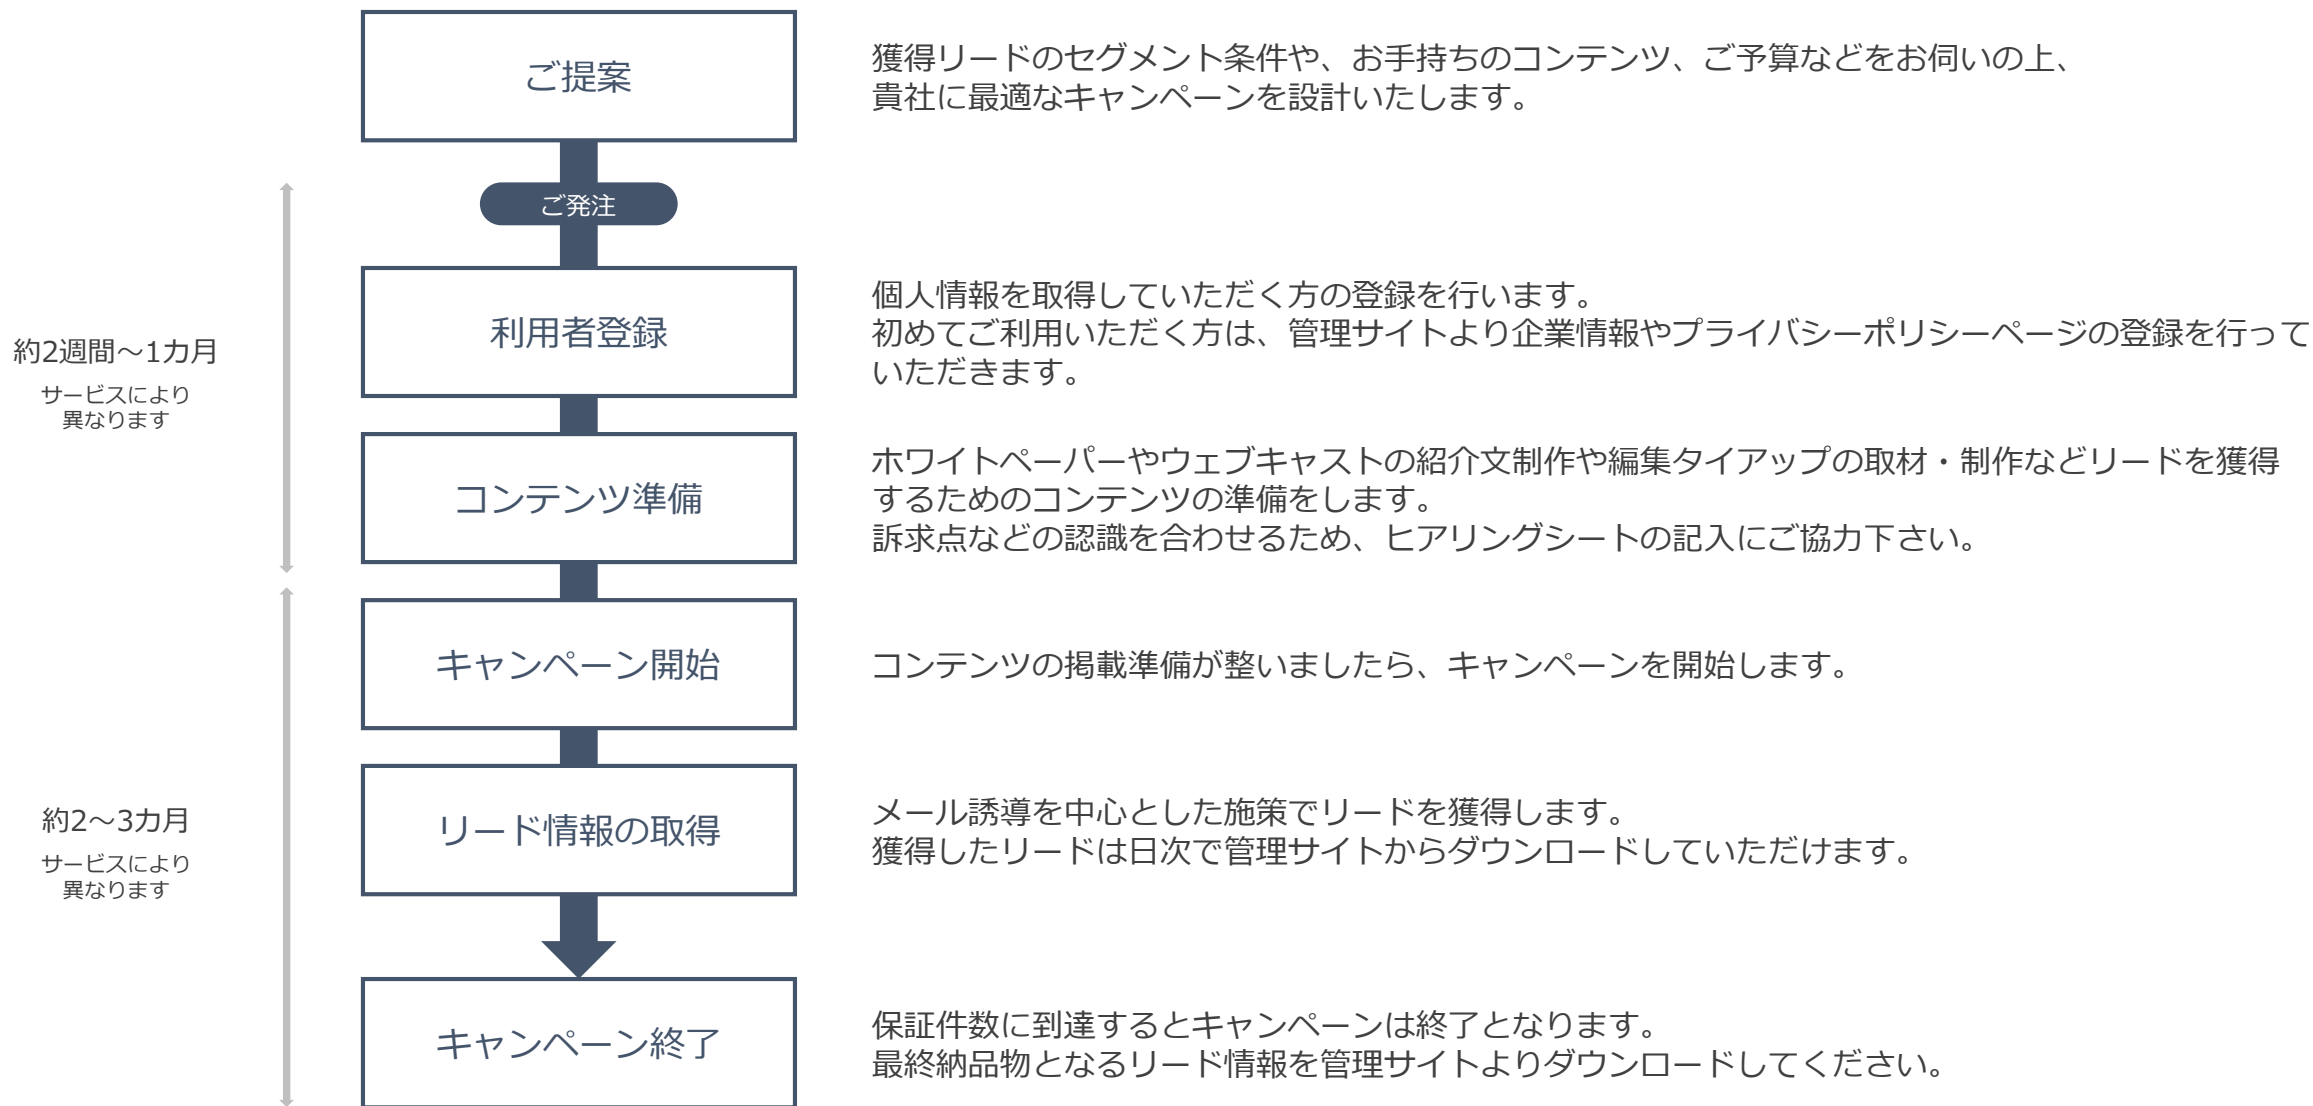 ご提案
獲得リードのセグメント条件や、お手持ちのコンテンツ、ご予算などをお伺いの上、
貴社に最適なキャンペーンを設計いたします。
ご発注
約2週間～1カ月
サービスにより
異なります
利用者登録
個人情報を取得していただく方の登録を行います。
初めてご利用いただく方は、管理サイトより企業情報やプライバシーポリシーページの登録を行って
いただきます。
コンテンツ準備
ホワイトペーパーやウェブキャストの紹介文制作や編集タイアップの取材・制作などリードを獲得
するためのコンテンツの準備をします。
訴求点などの認識を合わせるため、ヒアリングシートの記入にご協力下さい。
キャンペーン開始
コンテンツの掲載準備が整いましたら、キャンペーンを開始します。
約2～3カ月
サービスにより
異なります
リード情報の取得
メール誘導を中心とした施策でリードを獲得します。
獲得したリードは日次で管理サイトからダウンロードしていただけます。
キャンペーン終了
保証件数に到達するとキャンペーンは終了となります。
最終納品物となるリード情報を管理サイトよりダウンロードしてください。